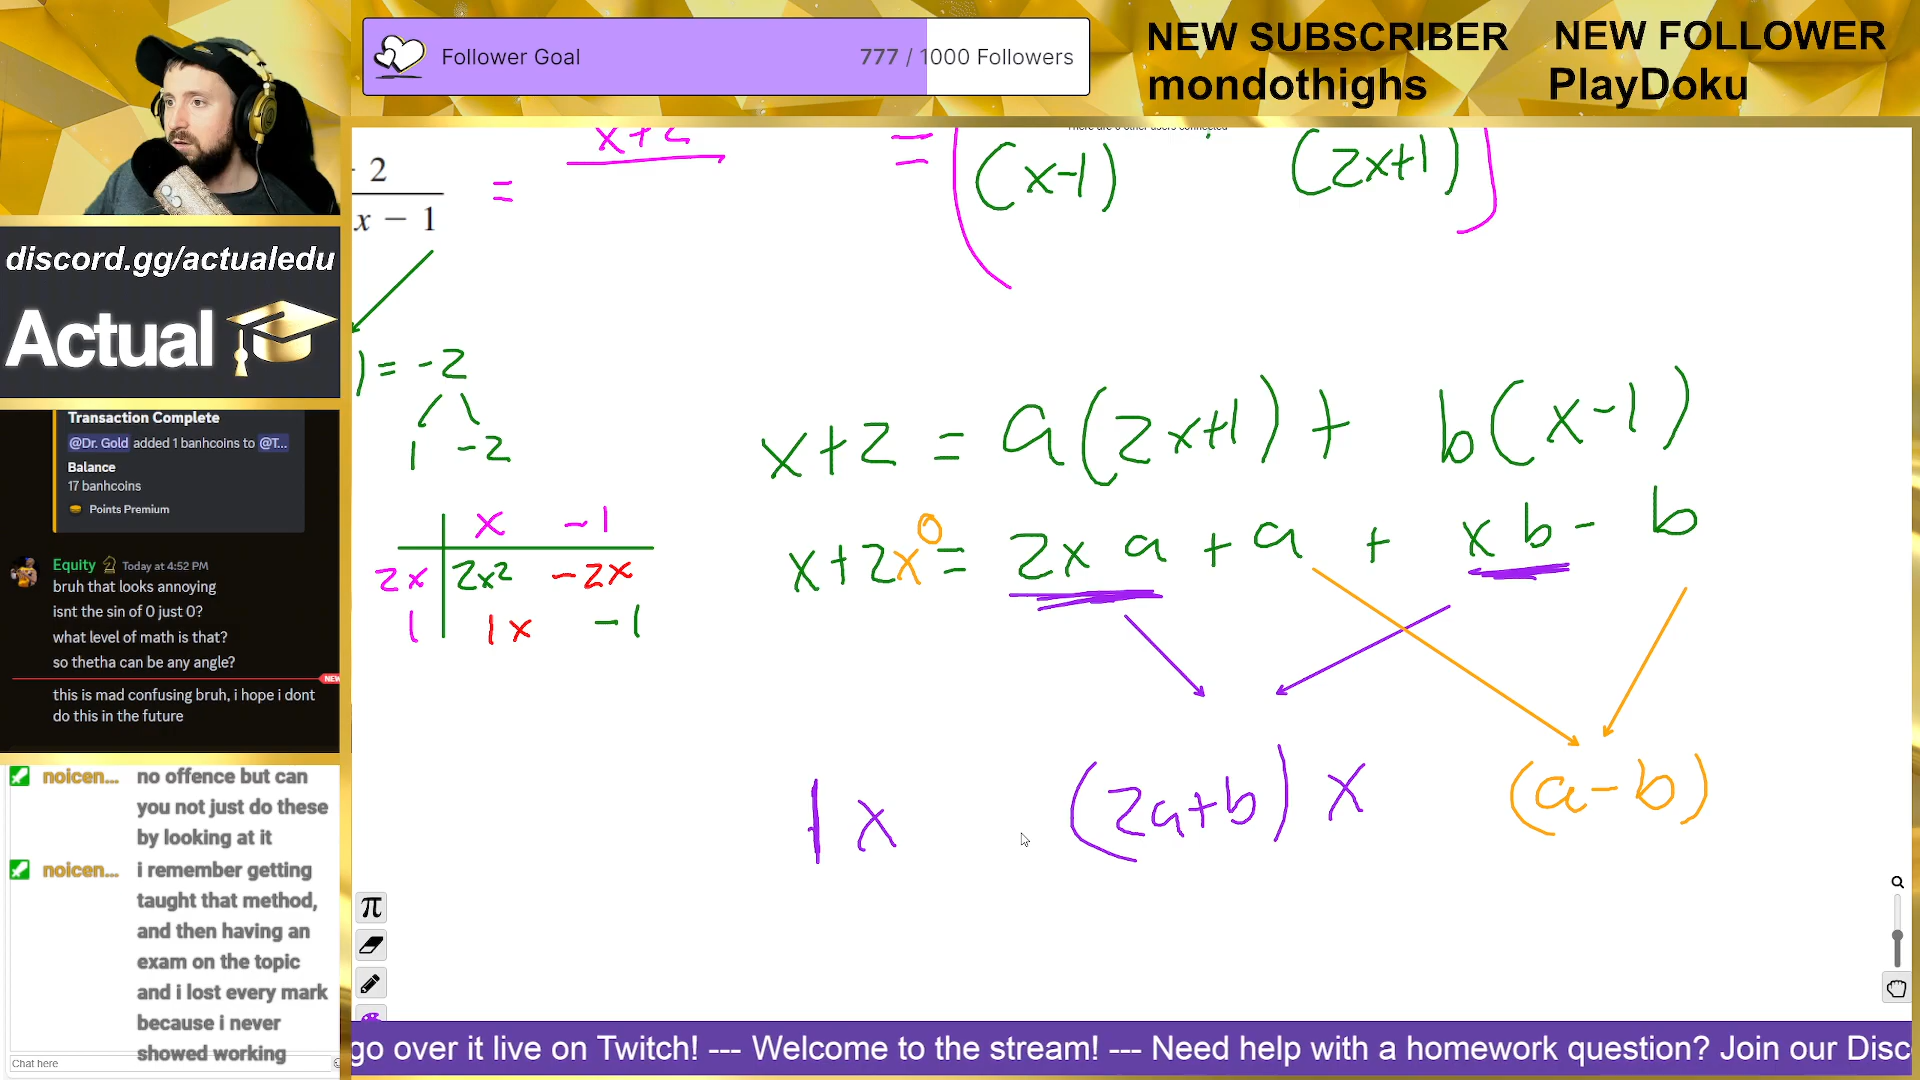 Follower Goal
777 / 1000 Followers
NEW SUBSCRIBER
mondothighs
NEW FOLLOWER
PlayDoku
discord.gg/actualedu
Actual
Transaction Complete
@Dr. Gold added 1 banhcoins to @T...
Balance
17 banhcoins
Points Premium
Equity Today at 4:52 PM
bruh that looks annoying
isnt the sin of 0 just 0?
what level of math is that?
so thetha can be any angle?
NEW
this is mad confusing bruh, i hope i dont
do this in the future
noicen... no offence but can
you not just do these
by looking at it
noicen... i remember getting
taught that method,
and then having an
exam on the topic
and i lost every mark
because i never
showed working
Chat here
x+2
=
2
x − 1
=
(x-1)
(2x+1)
) = -2
1 -2
x -1
2x 2x² -2x
1 1x -1
x+2 = a(2x+1) + b(x-1)
x+2x⁰ = 2x a + a + x b - b
1 x (2a+b) x (a-b)
π
go over it live on Twitch! --- Welcome to the stream! --- Need help with a homework question? Join our Disc